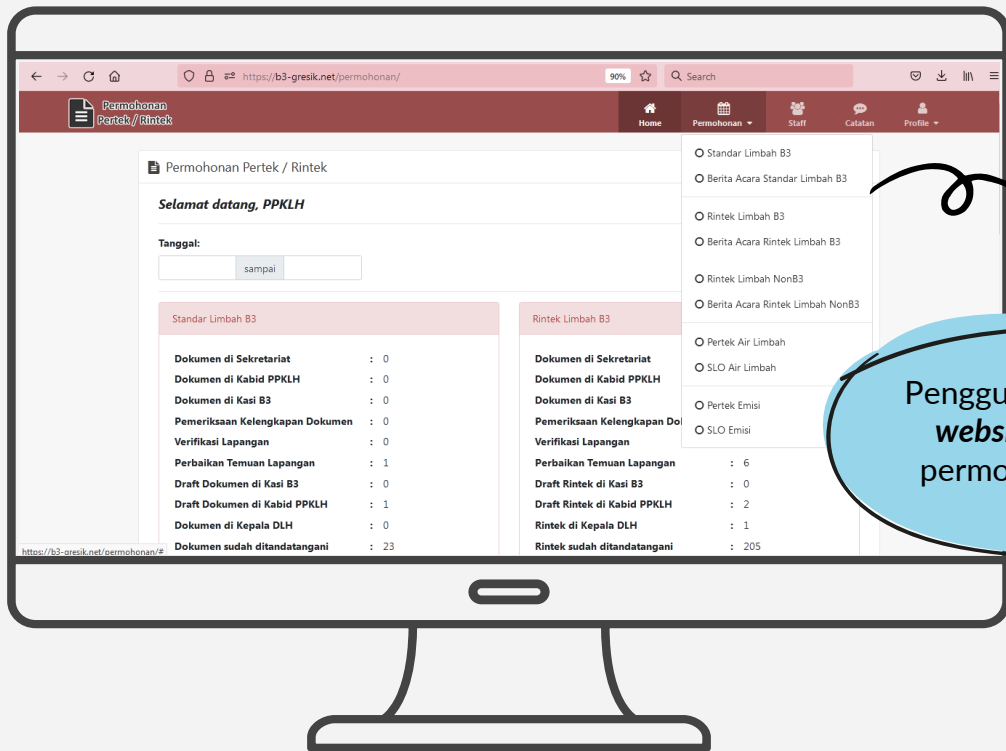 https://b3-gresik.net/permohonan/
90%
Search
Permohonan
Pertek / Rintek
Home
Permohonan
Staff
Catatan
Profile
Permohonan Pertek / Rintek
Selamat datang, PPKLH
Tanggal:
sampai
Standar Limbah B3
Berita Acara Standar Limbah B3
Rintek Limbah B3
Berita Acara Rintek Limbah B3
Rintek Limbah NonB3
Berita Acara Rintek Limbah NonB3
Pertek Air Limbah
SLO Air Limbah
Pertek Emisi
SLO Emisi
Standar Limbah B3
Dokumen di Sekretariat : 0
Dokumen di Kabid PPKLH : 0
Dokumen di Kasi B3 : 0
Pemeriksaan Kelengkapan Dokumen : 0
Verifikasi Lapangan : 0
Perbaikan Temuan Lapangan : 1
Draft Dokumen di Kasi B3 : 0
Draft Dokumen di Kabid PPKLH : 1
Dokumen di Kepala DLH : 0
Dokumen sudah ditandatangani : 23
Rintek Limbah B3
Dokumen di Sekretariat
Dokumen di Kabid PPKLH
Dokumen di Kasi B3
Pemeriksaan Kelengkapan
Verifikasi Lapangan
Perbaikan Temuan Lapangan : 6
Draft Rintek di Kasi B3 : 0
Draft Rintek di Kabid PPKLH : 2
Rintek di Kepala DLH : 1
Rintek sudah ditandatangani : 205
https://b3-gresik.net/permohonan/#